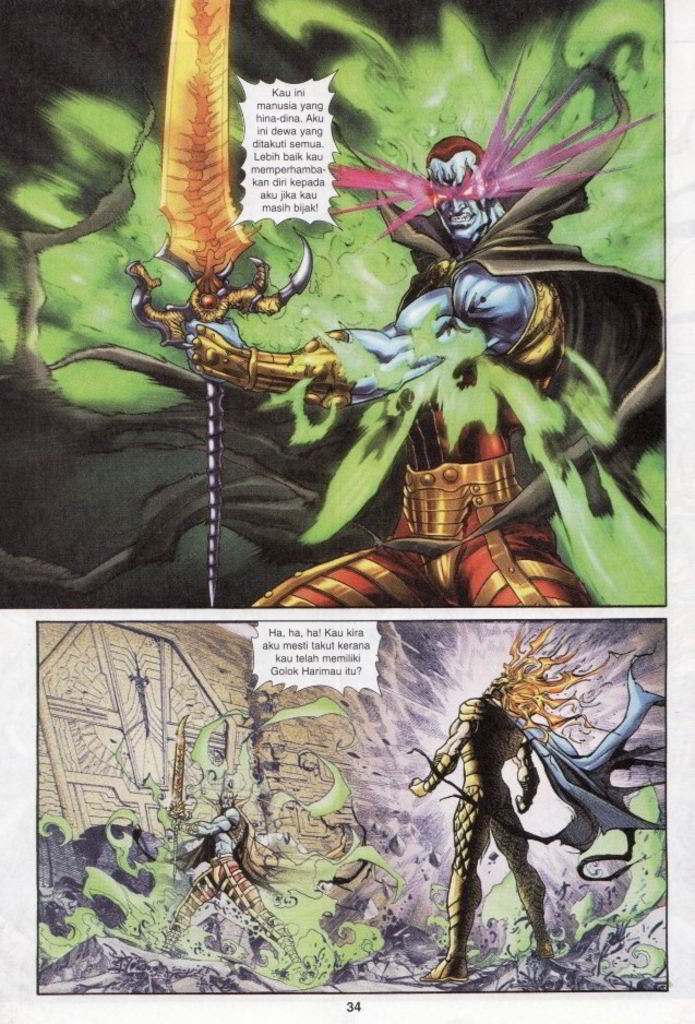 Kau ini
manusia yang
hina-dina. Aku
ini dewa yang
ditakuti semua.
Lebih baik kau
memperhamba-
kan diri kepada
aku jika kau
masih bijak!
Ha, ha, ha! Kau kira
aku mesti takut kerana
kau telah memiliki
Golok Harimau itu?
34